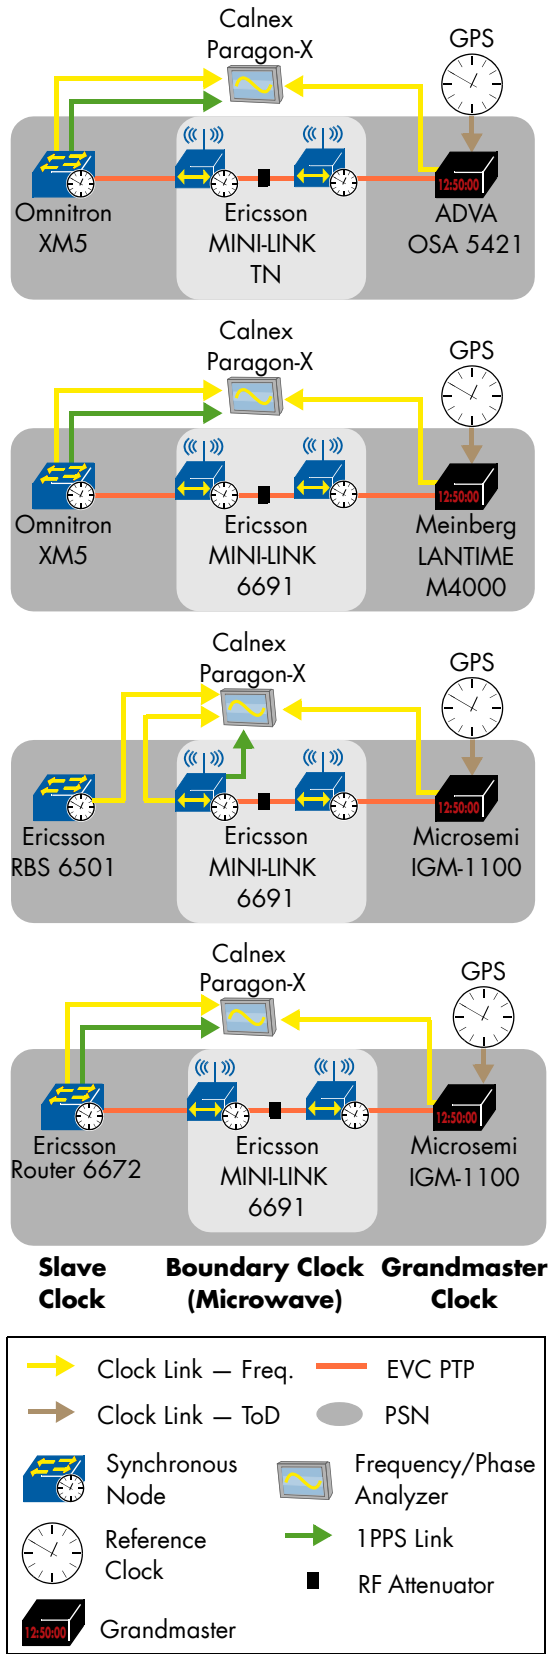 Calnex
Paragon-X
GPS
12:50:00
Omnitron
XM5
Ericsson
MINI-LINK
TN
ADVA
OSA 5421
Calnex
Paragon-X
GPS
12:50:00
Omnitron
XM5
Ericsson
MINI-LINK
6691
Meinberg
LANTIME
M4000
Calnex
Paragon-X
GPS
12:50:00
Ericsson
RBS 6501
Ericsson
MINI-LINK
6691
Microsemi
IGM-1100
Calnex
Paragon-X
GPS
12:50:00
Ericsson
Router 6672
Ericsson
MINI-LINK
6691
Microsemi
IGM-1100
Slave
Clock
Boundary Clock
(Microwave)
Grandmaster
Clock
Clock Link – Freq.
EVC PTP
Clock Link – ToD
PSN
Synchronous
Node
Frequency/Phase
Analyzer
Reference
Clock
1PPS Link
RF Attenuator
12:50:00
Grandmaster